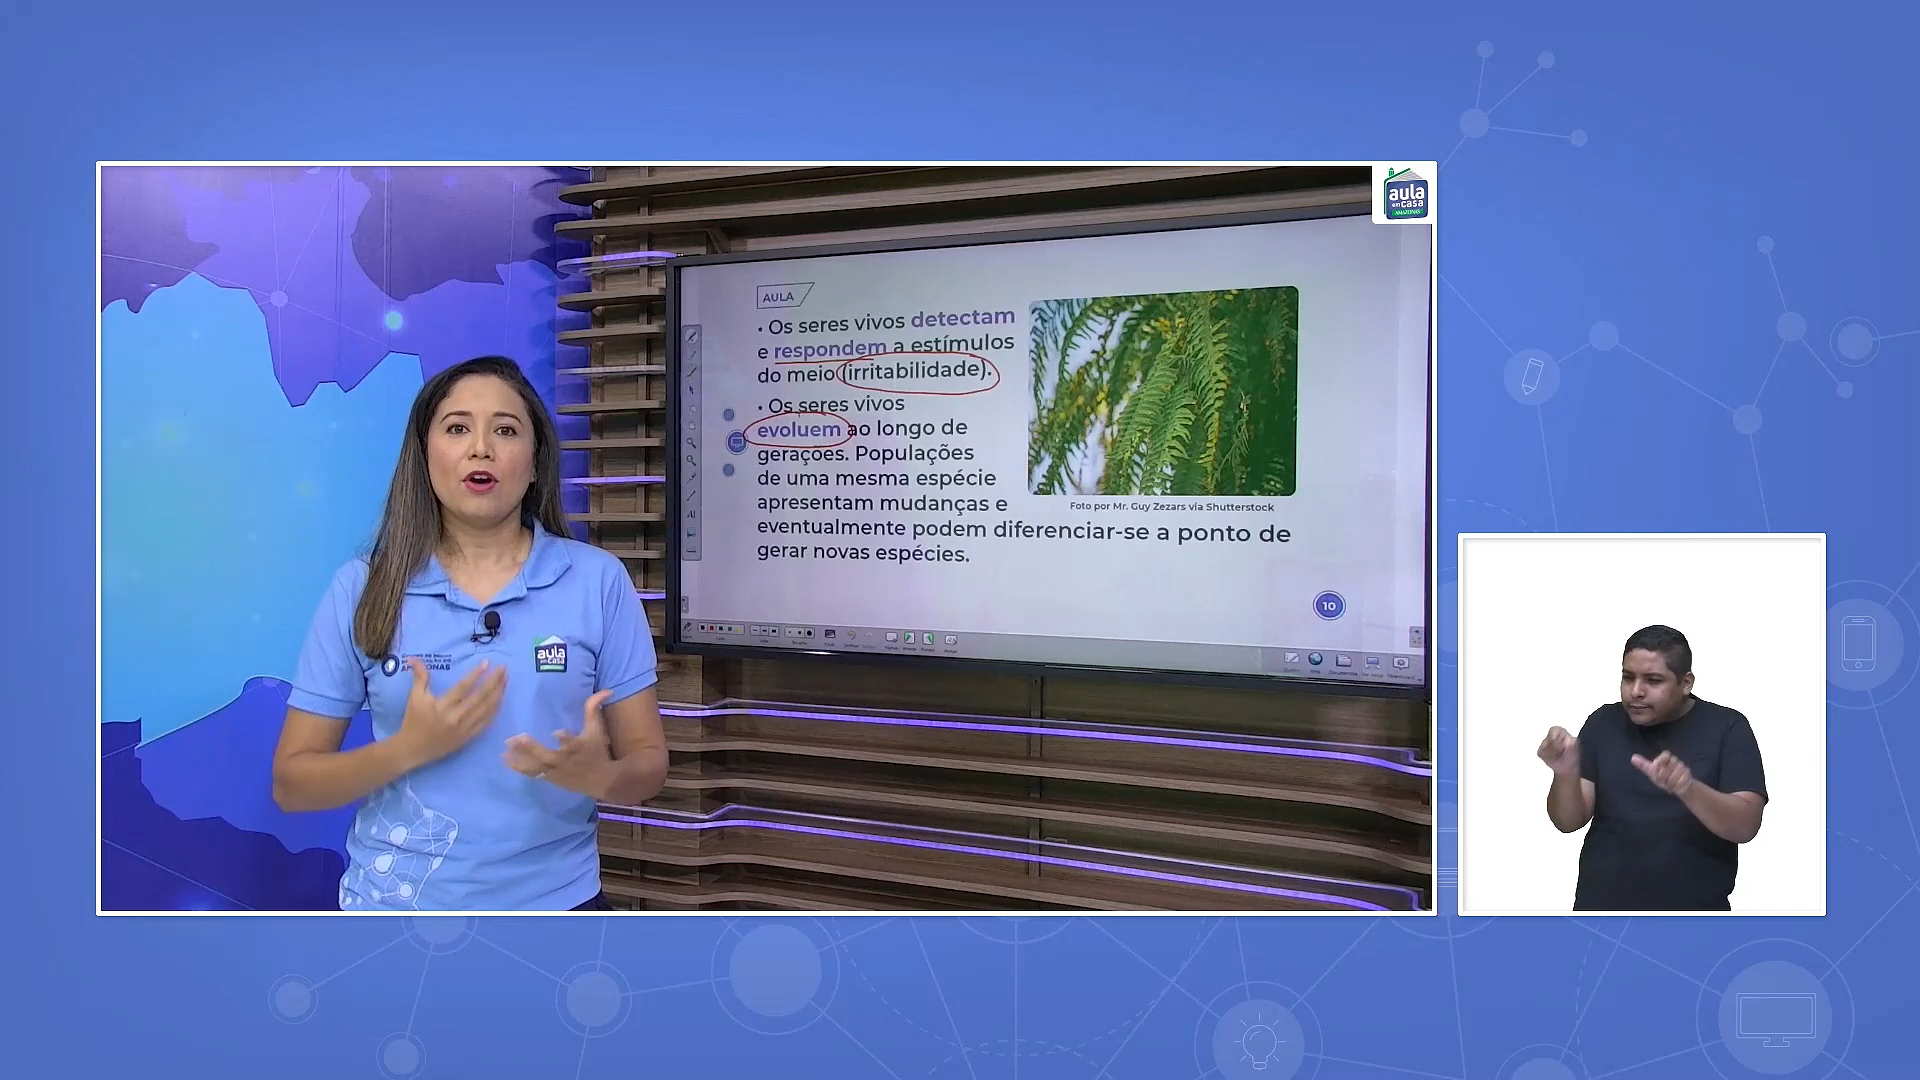 aula
em casa
AMAZONAS
AULA
• Os seres vivos detectam
e respondem a estímulos
do meio (irritabilidade).
• Os seres vivos
evoluem ao longo de
gerações. Populações
de uma mesma espécie
apresentam mudanças e
eventualmente podem diferenciar-se a ponto de
gerar novas espécies.
Foto por Mr. Guy Zezars via Shutterstock
10
aula
em casa